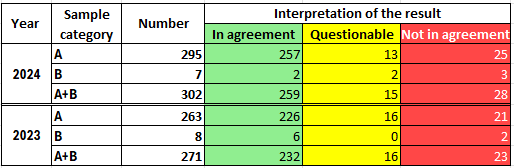 Year Sample category Number Interpretation of the result
In agreement Questionable Not in agreement
2024 A 295 257 13 25
B 7 2 2 3
A+B 302 259 15 28
2023 A 263 226 16 21
B 8 6 0 2
A+B 271 232 16 23